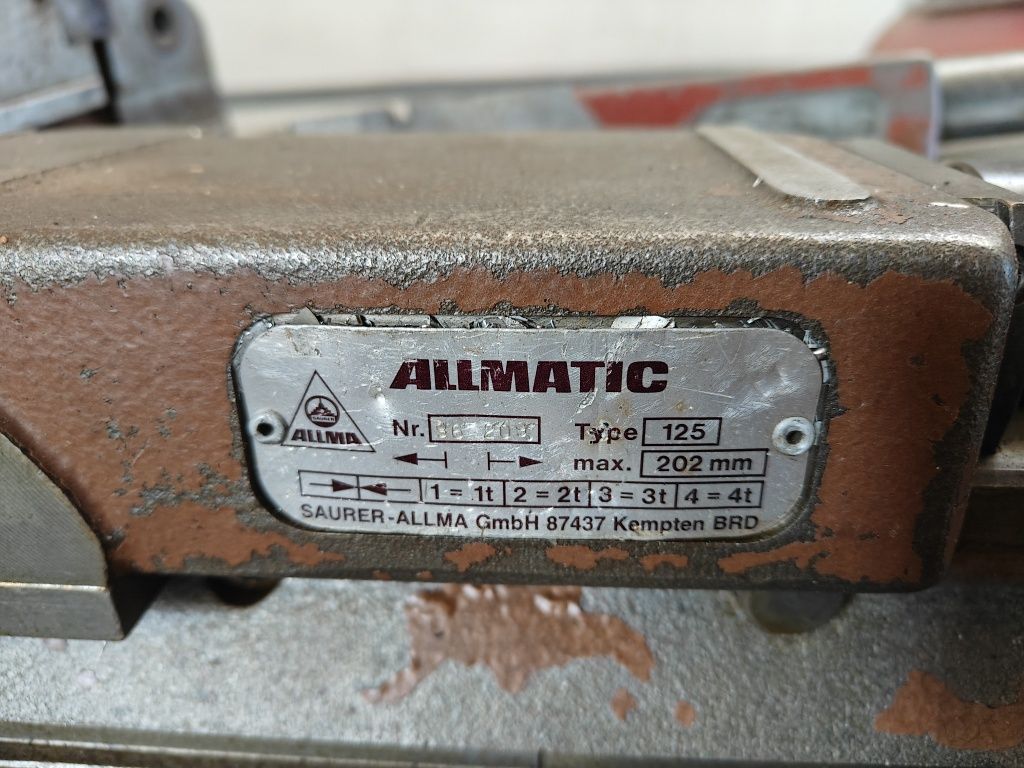 ALLMATIC
SAURER
ALLMA
Nr. Type 125
max. 202 mm
1 = 1t 2 = 2t 3 = 3t 4 = 4t
SAURER-ALLMA GmbH 87437 Kempten BRD